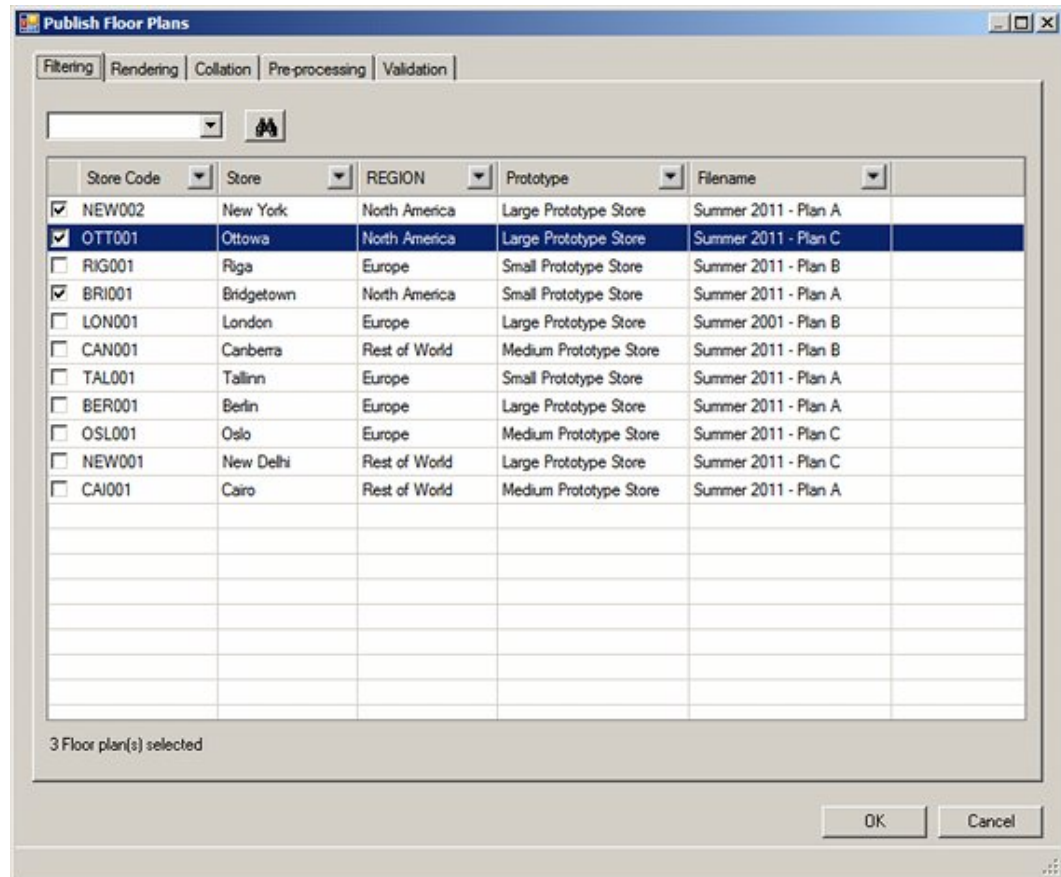 Publish Floor Plans
Filtering Rendering Collation Pre-processing Validation
Store Code Store REGION Prototype Filename
NEW002 New York North America Large Prototype Store Summer 2011 - Plan A
OTT001 Ottowa North America Large Prototype Store Summer 2011 - Plan C
RIG001 Riga Europe Small Prototype Store Summer 2011 - Plan B
BRI001 Bridgetown North America Small Prototype Store Summer 2011 - Plan A
LON001 London Europe Large Prototype Store Summer 2001 - Plan B
CAN001 Canberra Rest of World Medium Prototype Store Summer 2011 - Plan B
TAL001 Tallinn Europe Small Prototype Store Summer 2011 - Plan A
BER001 Berlin Europe Large Prototype Store Summer 2011 - Plan A
OSL001 Oslo Europe Medium Prototype Store Summer 2011 - Plan C
NEW001 New Delhi Rest of World Large Prototype Store Summer 2011 - Plan C
CAI001 Cairo Rest of World Medium Prototype Store Summer 2011 - Plan A
3 Floor plan(s) selected
OK Cancel